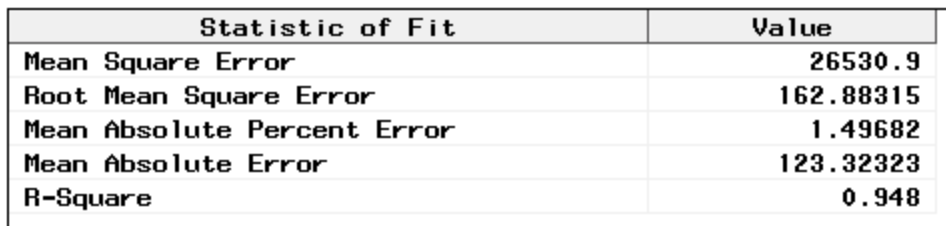 Statistic of Fit Value
Mean Square Error 26530.9
Root Mean Square Error 162.88315
Mean Absolute Percent Error 1.49682
Mean Absolute Error 123.32323
R-Square 0.948